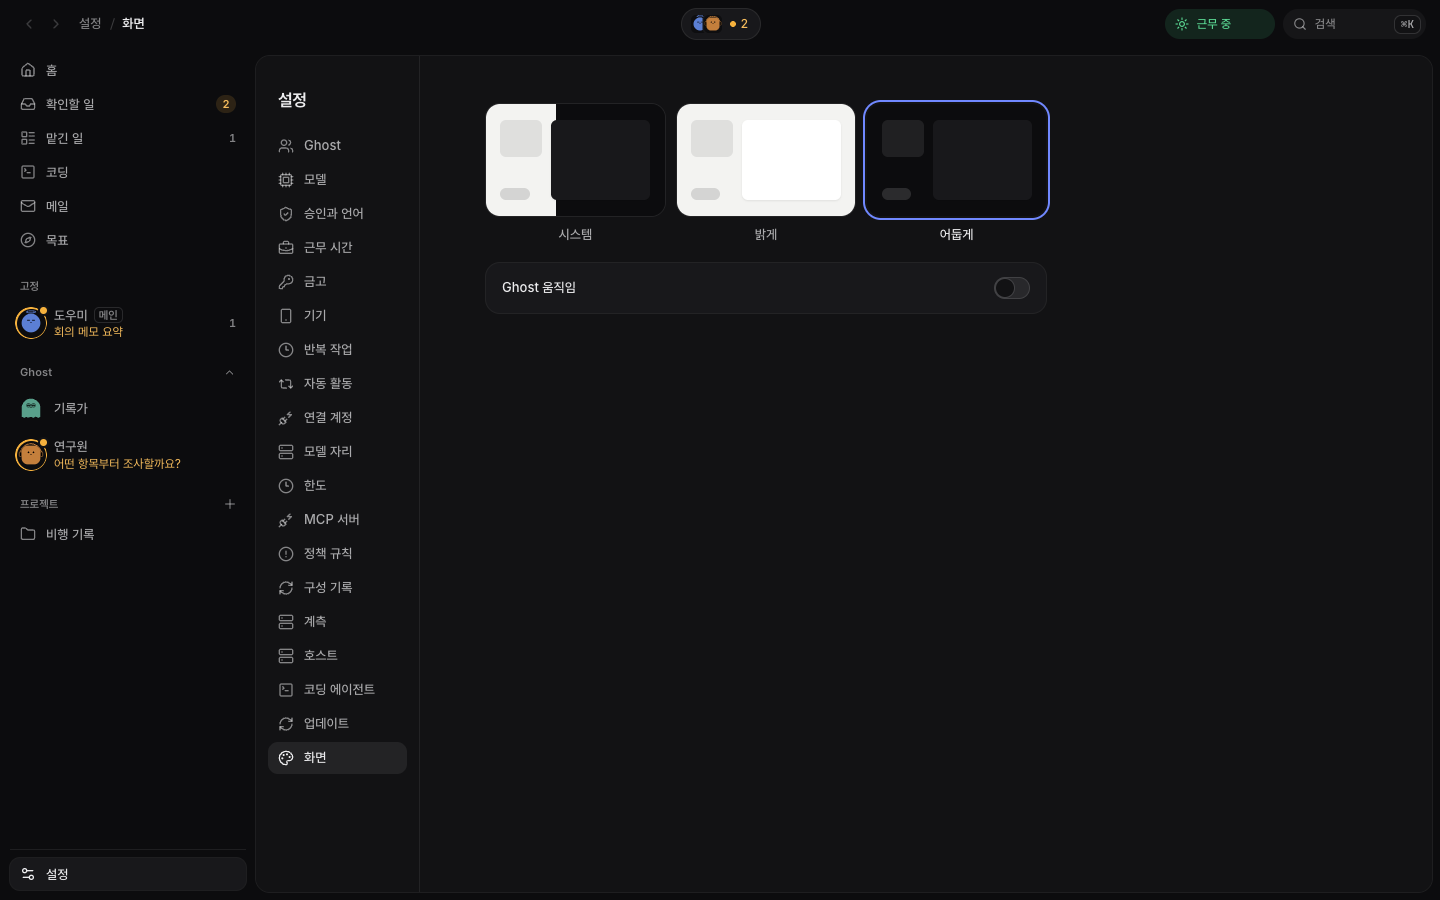 설정 / 화면
2
근무 중
검색
⌘K
홈
확인할 일 2
맡긴 일 1
코딩
메일
목표
고정
도우미 메인
회의 메모 요약
1
Ghost
기록가
연구원
어떤 항목부터 조사할까요?
프로젝트
비행 기록
설정
설정
Ghost
모델
승인과 언어
근무 시간
금고
기기
반복 작업
자동 활동
연결 계정
모델 자리
한도
MCP 서버
정책 규칙
구성 기록
계측
호스트
코딩 에이전트
업데이트
화면
시스템
밝게
어둡게
Ghost 움직임